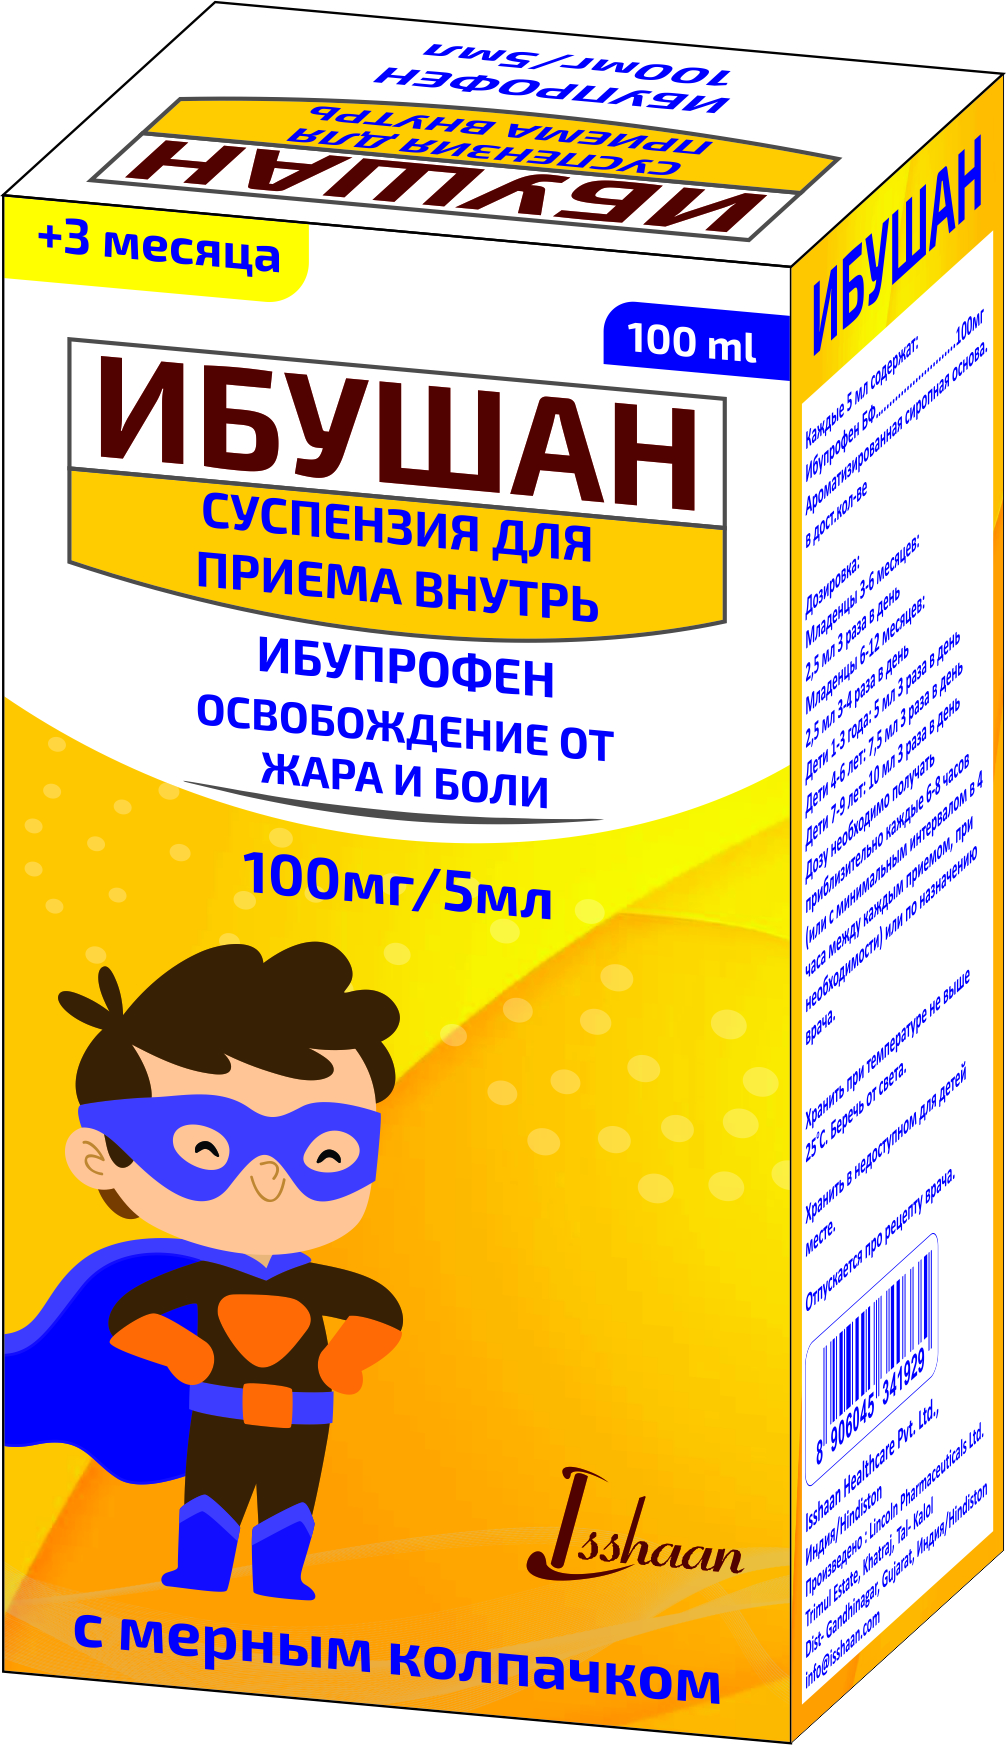 100мг/5мл
ИБУПРОФЕН
ПРИЕМА ВНУТРЬ
СУСПЕНЗИЯ ДЛЯ
ИБУШАН
+3 месяца
100 ml
ИБУШАН
СУСПЕНЗИЯ ДЛЯ
ПРИЕМА ВНУТРЬ
ИБУПРОФЕН
ОСВОБОЖДЕНИЕ ОТ
ЖАРА И БОЛИ
100мг/5мл
Isshaan
с мерным колпачком
ИБУШАН
Каждые 5 мл содержат:
Ибупрофен БФ..........................100мг
Ароматизированная сиропная основа.
в дост.кол-ве
Дозировка:
Младенцы 3-6 месяцев:
2,5 мл 3 раза в день
Младенцы 6-12 месяцев:
2,5 мл 3-4 раза в день
Дети 1-3 года: 5 мл 3 раза в день
Дети 4-6 лет: 7,5 мл 3 раза в день
Дети 7-9 лет: 10 мл 3 раза в день
Дозу необходимо получать
приблизительно каждые 6-8 часов
(или с минимальным интервалом в 4
часа между каждым приемом, при
необходимости) или по назначению
врача.
Хранить при температуре не выше
25°С. Беречь от света.
Хранить в недоступном для детей
месте.
Отпускается про рецепту врача.
8 906045 341929
Isshaan Healthcare Pvt. Ltd.,
Индия/Hindiston
Произведено : Lincoln Pharmaceuticals Ltd.
Trimul Estate, Khatraj, Tal- Kalol
Dist- Gandhinagar, Gujarat, Индия/Hindiston
info@isshaan.com